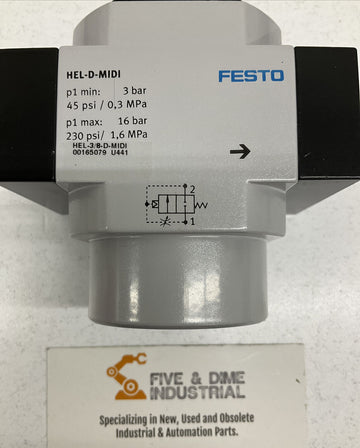 HEL-D-MIDI
FESTO
p1 min: 3 bar
45 psi / 0,3 MPa
p1 max: 16 bar
230 psi/ 1,6 MPa
HEL-3/8-D-MIDI
00165079 U441
2
1
FIVE & DIME
INDUSTRIAL
Specializing in New, Used and Obsolete
Industrial & Automation Parts.